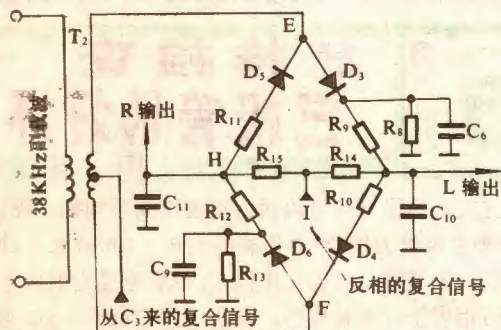 T₂
E
D₅
D₃
R₁₁
R₉
R₈
C₆
R 输出
38KHz副载波
H
R₁₅
R₁₄
L 输出
C₁₁
R₁₂
I
R₁₀
C₁₀
C₉
R₁₃
D₆
D₄
反相的复合信号
从C₃来的复合信号
F